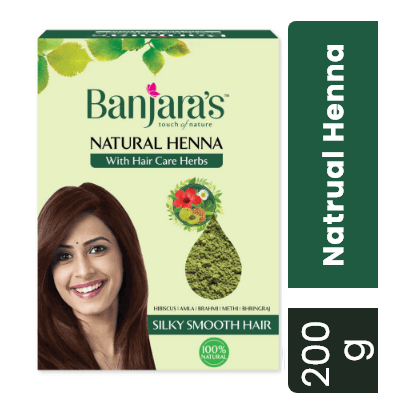 Banjara's™
touch of nature
NATURAL HENNA
With Hair Care Herbs
HIBISCUS | AMLA | BRAHMI | METHI | BHRINGRAJ
SILKY SMOOTH HAIR
100%
NATURAL
Natrual Henna
200
g